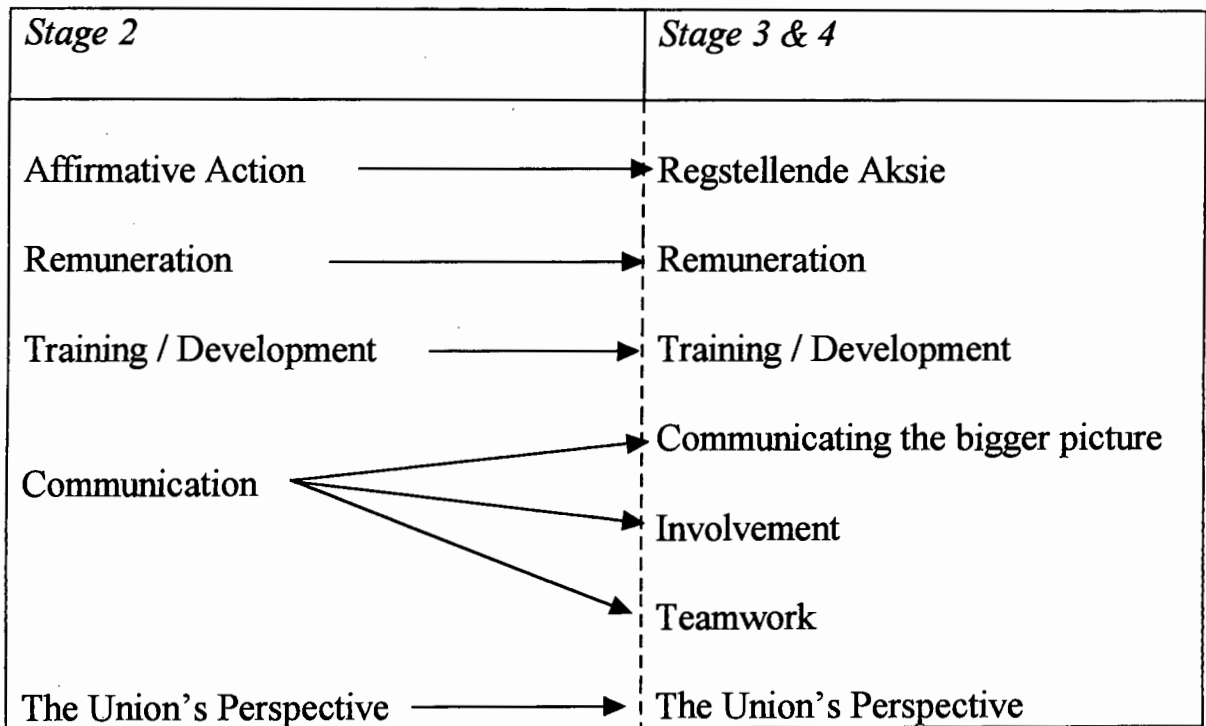 Stage 2
Stage 3 & 4
Affirmative Action
Regstellende Aksie
Remuneration
Remuneration
Training / Development
Training / Development
Communication
Communicating the bigger picture
Involvement
Teamwork
The Union's Perspective
The Union's Perspective